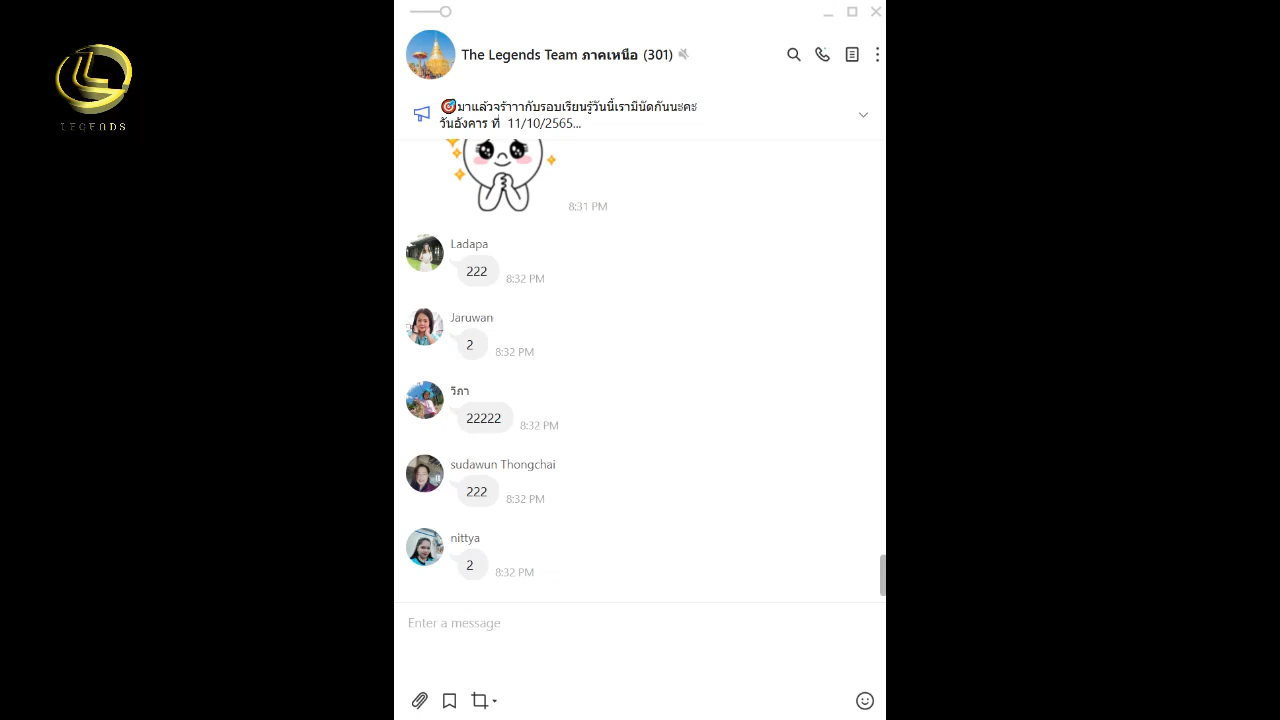 LEGENDS
The Legends Team ภาคเหนือ (301)
🎯มาแล้วจร้าาากับรอบเรียนรู้วันนี้เรามีนัดกันนะคะ
วันอังคาร ที่ 11/10/2565...
8:31 PM
Ladapa
222 8:32 PM
Jaruwan
2 8:32 PM
วิภา
22222 8:32 PM
sudawun Thongchai
222 8:32 PM
nittya
2 8:32 PM
Enter a message